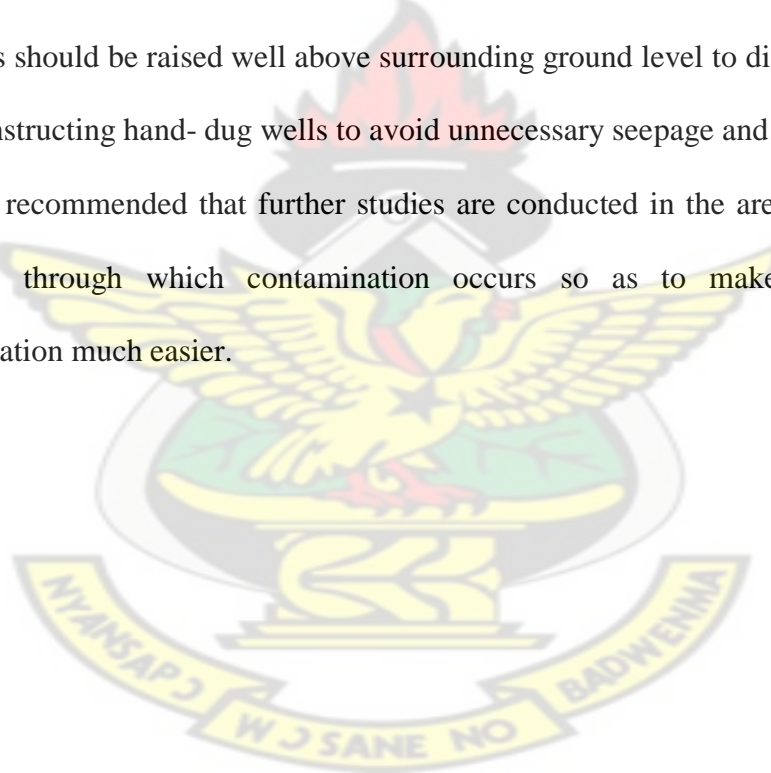 s should be raised well above surrounding ground level to di
nstructing hand- dug wells to avoid unnecessary seepage and
recommended that further studies are conducted in the are
through which contamination occurs so as to make
ation much easier.
NYANSAPƆ
WƆSANE NO
BADWENMA